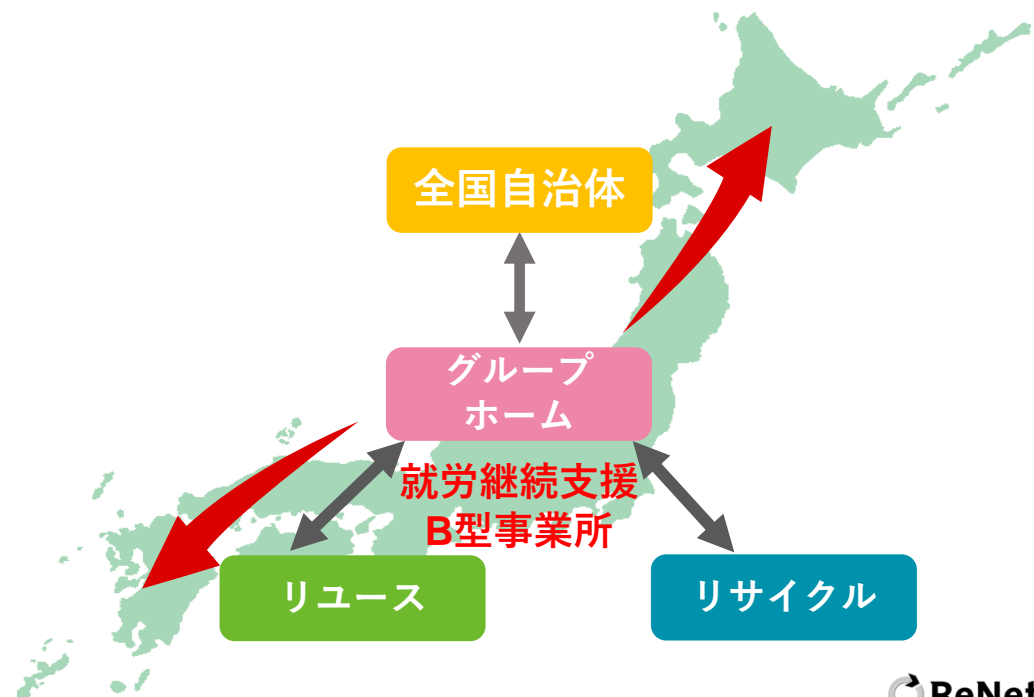 全国自治体
グループ
ホーム
就労継続支援
B型事業所
リユース
リサイクル
ReNet